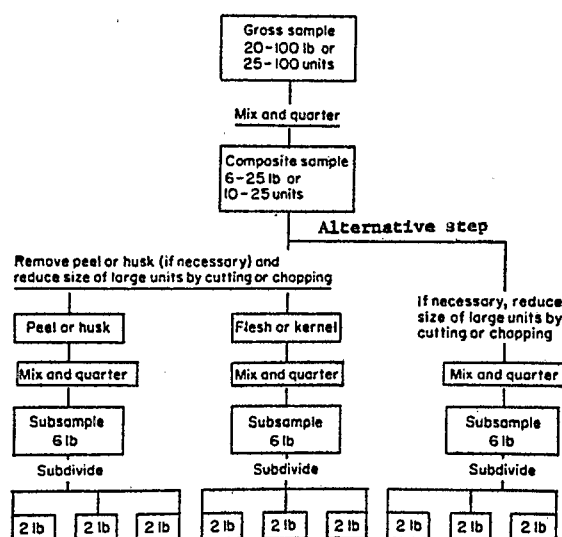 Gross sample
20-100 lb or
25-100 units
Mix and quarter
Composite sample
6-25 lb or
10-25 units
Alternative step
Remove peel or husk (if necessary) and
reduce size of large units by cutting or chopping
If necessary, reduce
size of large units by
cutting or chopping
Peel or husk
Flesh or kernel
Mix and quarter
Mix and quarter
Mix and quarter
Subsample
6 lb
Subsample
6 lb
Subsample
6 lb
Subdivide
Subdivide
Subdivide
2 lb
2 lb
2 lb
2 lb
2 lb
2 lb
2 lb
2 lb
2 lb